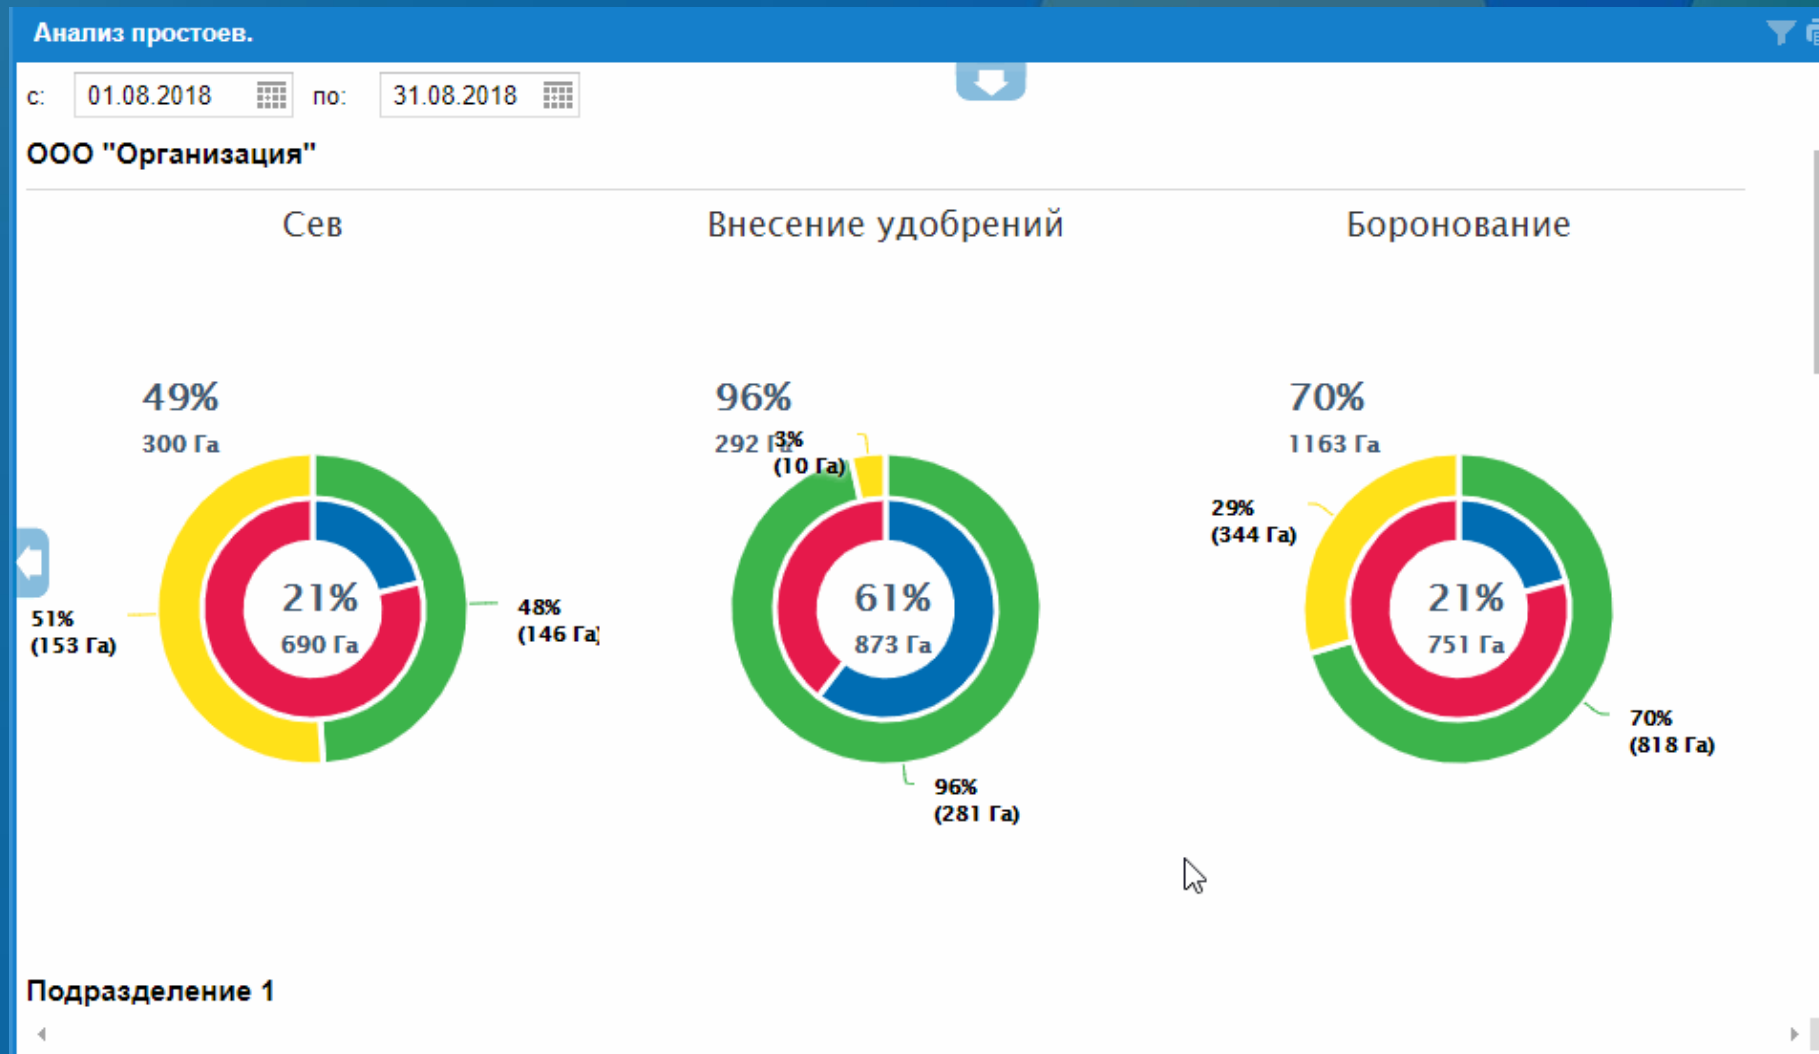 Анализ простоев.
с: 01.08.2018 по: 31.08.2018
ООО "Организация"
Сев
Внесение удобрений
Боронование
49%
300 Га
51%
(153 Га)
21%
690 Га
48%
(146 Га)
96%
292 Га
3%
(10 Га)
61%
873 Га
96%
(281 Га)
70%
1163 Га
29%
(344 Га)
21%
751 Га
70%
(818 Га)
Подразделение 1